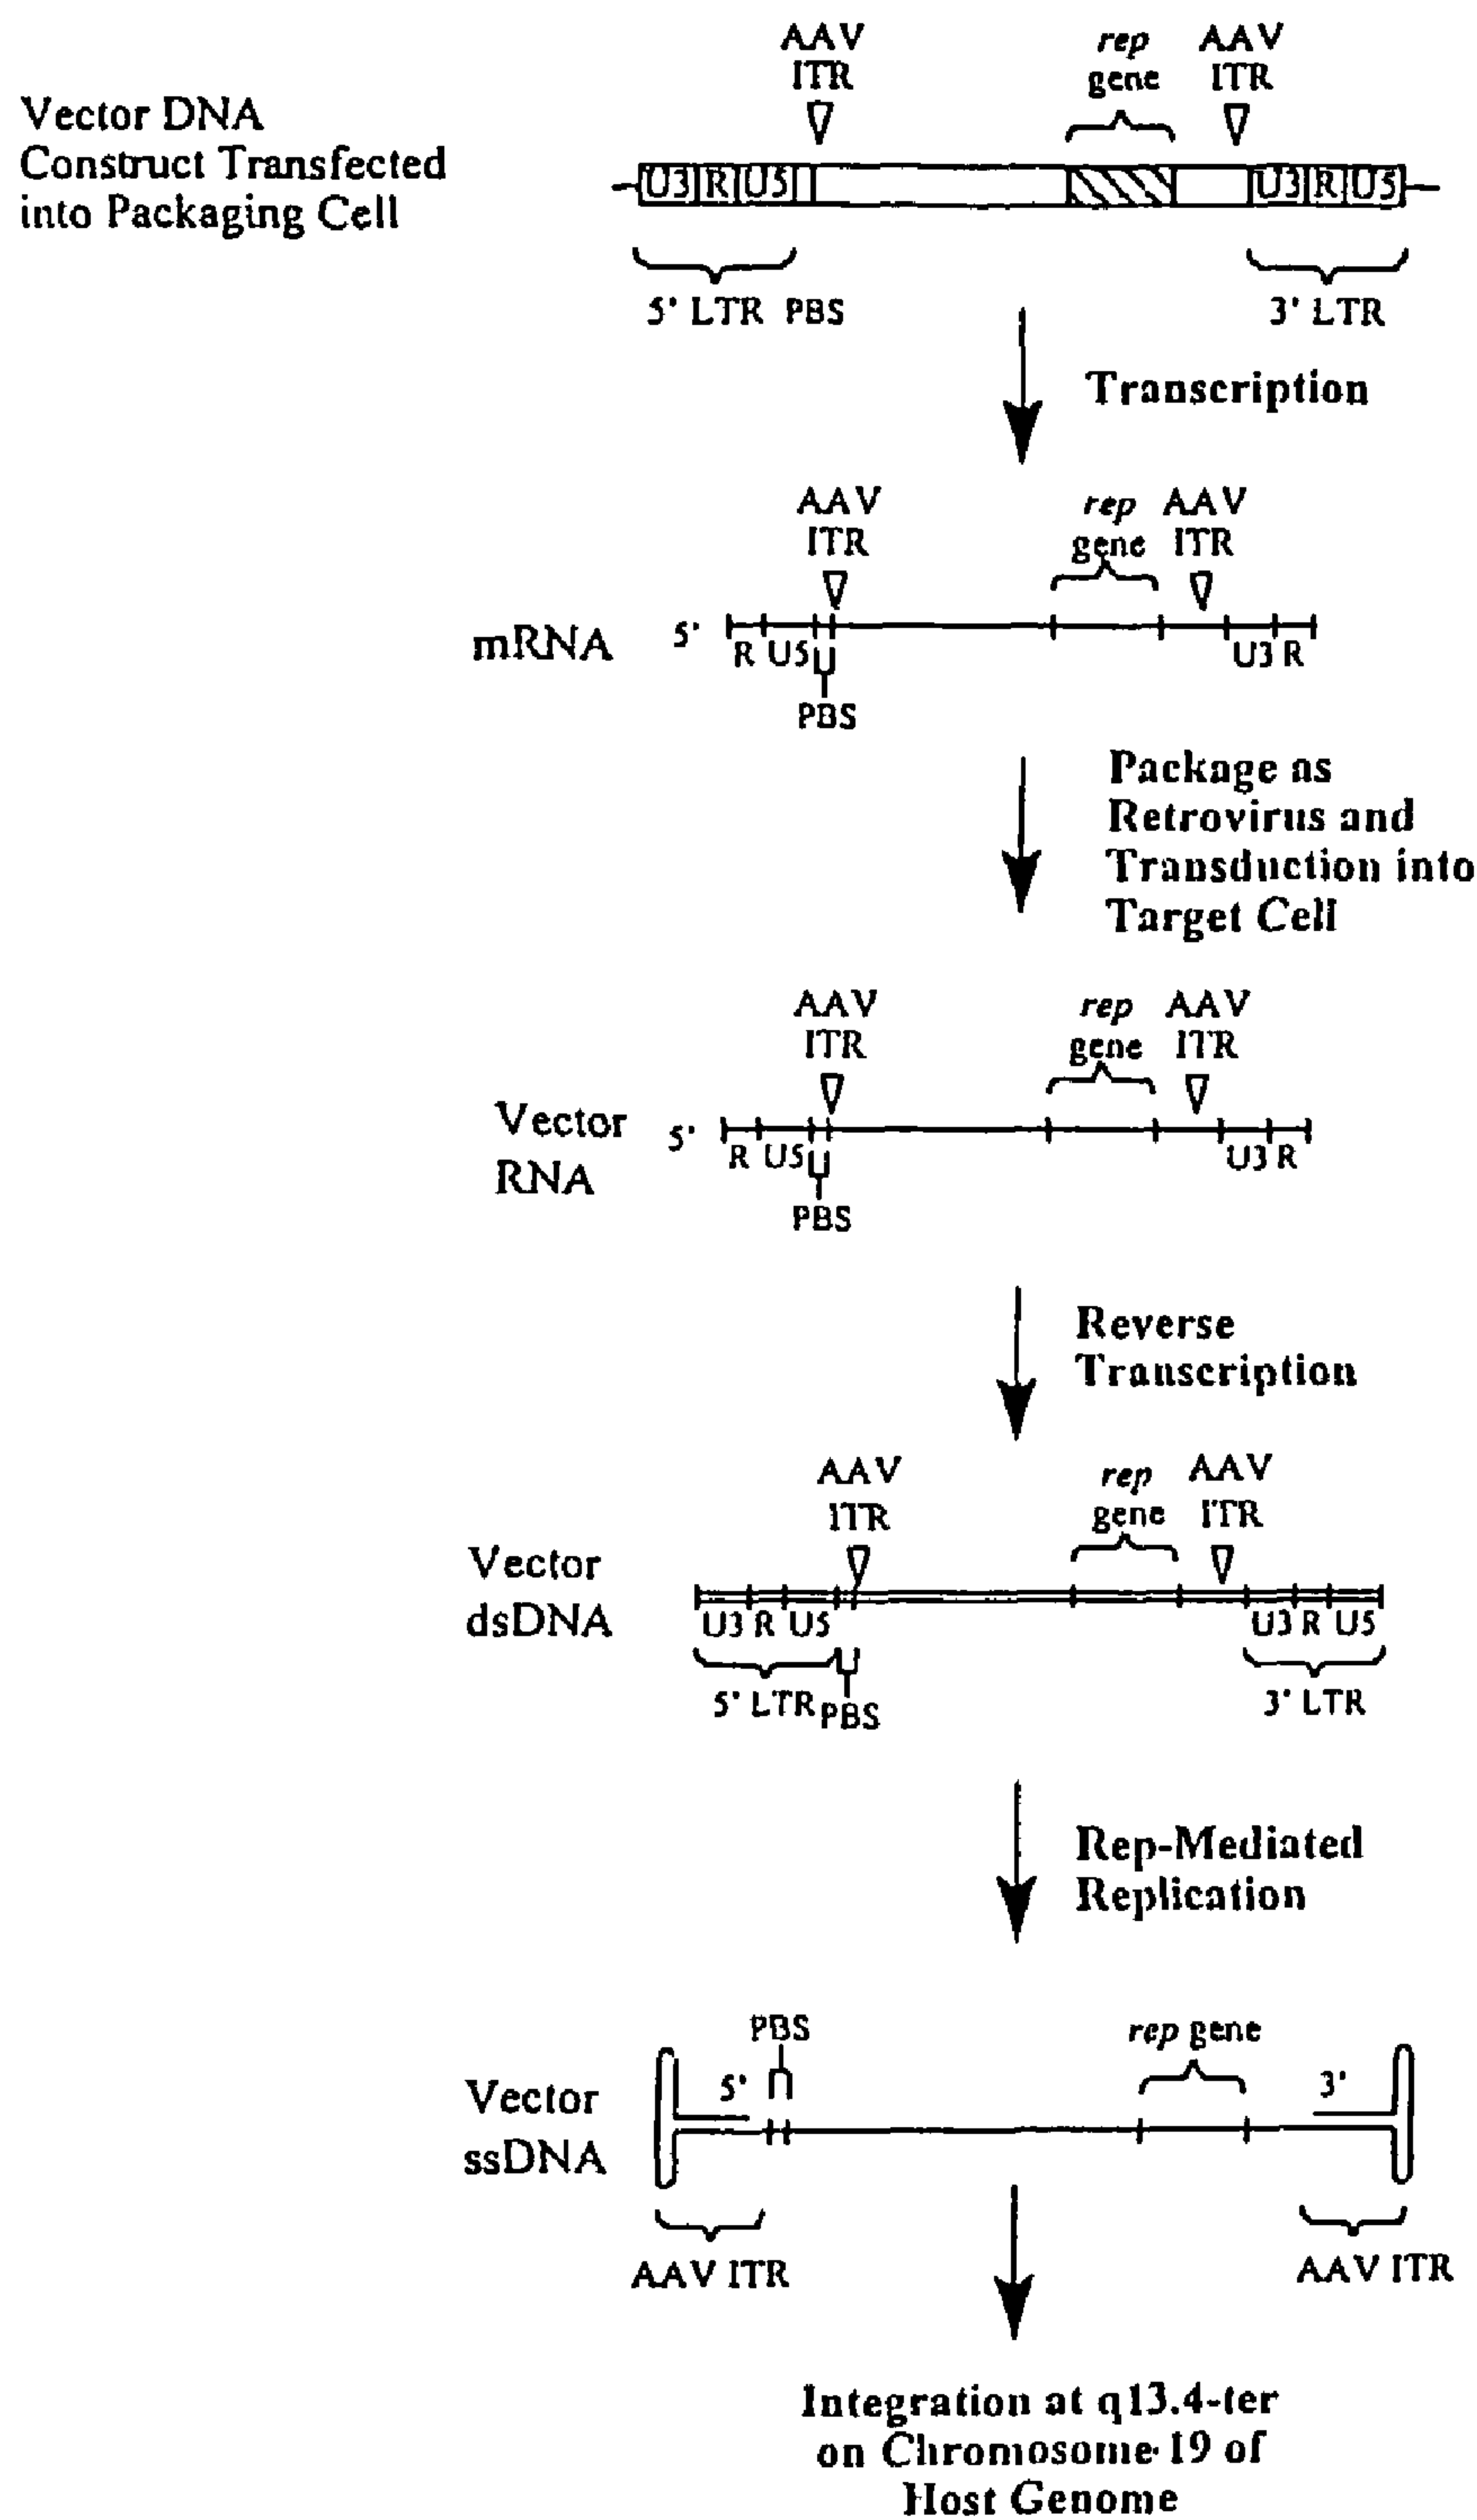 AAV
ITR
rep
gene
AAV
ITR
Vector DNA
Construct Transfected
into Packaging Cell
U3 R U5
U3 R U5
5' LTR PBS
3' LTR
Transcription
AAV
ITR
rep
gene
AAV
ITR
mRNA
5'
R U5
U3 R
PBS
Package as
Retrovirus and
Transduction into
Target Cell
AAV
ITR
rep
gene
AAV
ITR
Vector
RNA
5'
R U5
U3 R
PBS
Reverse
Transcription
AAV
ITR
rep
gene
AAV
ITR
Vector
dsDNA
U3 R U5
U3 R U5
5' LTR
PBS
3' LTR
Rep-Mediated
Replication
PBS
rep gene
5'
3'
Vector
ssDNA
AAV ITR
AAV ITR
Integration at q13.4-ter
on Chromosome 19 of
Host Genome